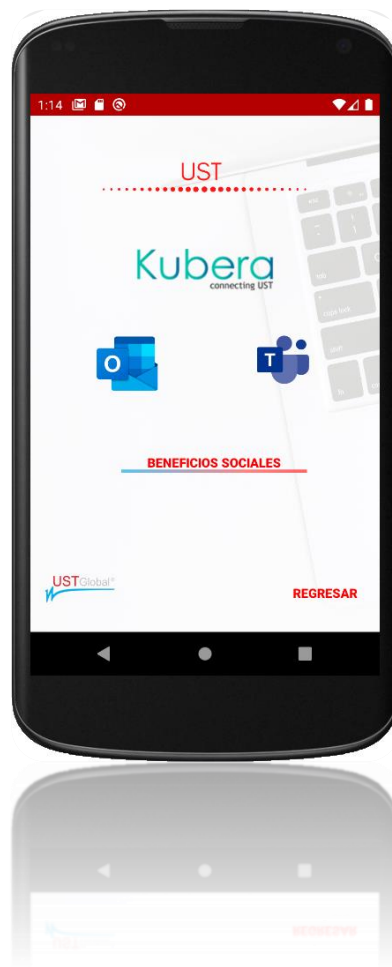 1:14
UST
Kubera
connecting UST
O
T
BENEFICIOS SOCIALES
USTGlobal®
REGRESAR